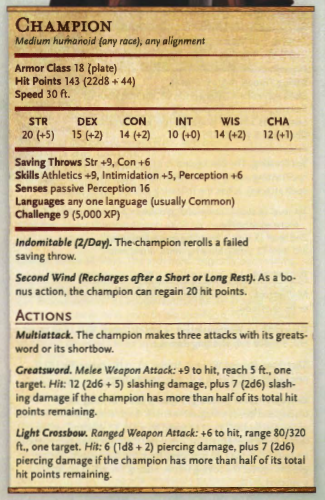 CHAMPION
Medium humanoid (any race), any alignment
Armor Class 18 (plate)
Hit Points 143 (22d8 + 44)
Speed 30 ft.
STR DEX CON INT WIS CHA
20 (+5) 15 (+2) 14 (+2) 10 (+0) 14 (+2) 12 (+1)
Saving Throws Str +9, Con +6
Skills Athletics +9, Intimidation +5, Perception +6
Senses passive Perception 16
Languages any one language (usually Common)
Challenge 9 (5,000 XP)
Indomitable (2/Day). The champion rerolls a failed
saving throw.
Second Wind (Recharges after a Short or Long Rest). As a bo-
nus action, the champion can regain 20 hit points.
ACTIONS
Multiattack. The champion makes three attacks with its greats-
word or its shortbow.
Greatsword. Melee Weapon Attack: +9 to hit, reach 5 ft., one
target. Hit: 12 (2d6 + 5) slashing damage, plus 7 (2d6) slash-
ing damage if the champion has more than half of its total hit
points remaining.
Light Crossbow. Ranged Weapon Attack: +6 to hit, range 80/320
ft., one target. Hit: 6 (1d8 + 2) piercing damage, plus 7 (2d6)
piercing damage if the champion has more than half of its total
hit points remaining.